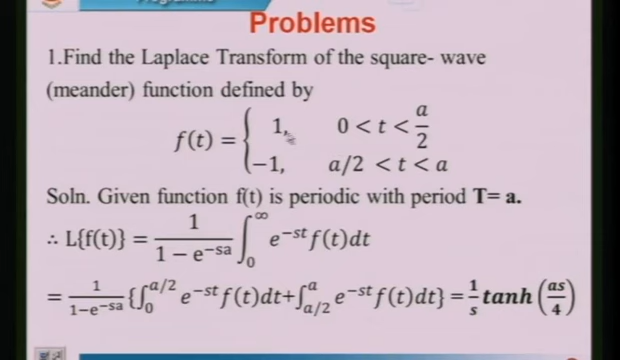 Problems
1.Find the Laplace Transform of the square- wave
(meander) function defined by
f(t) = { 1, 0 < t < a/2
−1, a/2 < t < a
Soln. Given function f(t) is periodic with period T= a.
∴ L{f(t)} = 1/(1 − e^{−sa}) ∫_0^∞ e^{−st} f(t)dt
= 1/(1−e^{−sa}) {∫_0^{a/2} e^{−st} f(t)dt+∫_{a/2}^{a} e^{−st} f(t)dt} = 1/s tanh (as/4)